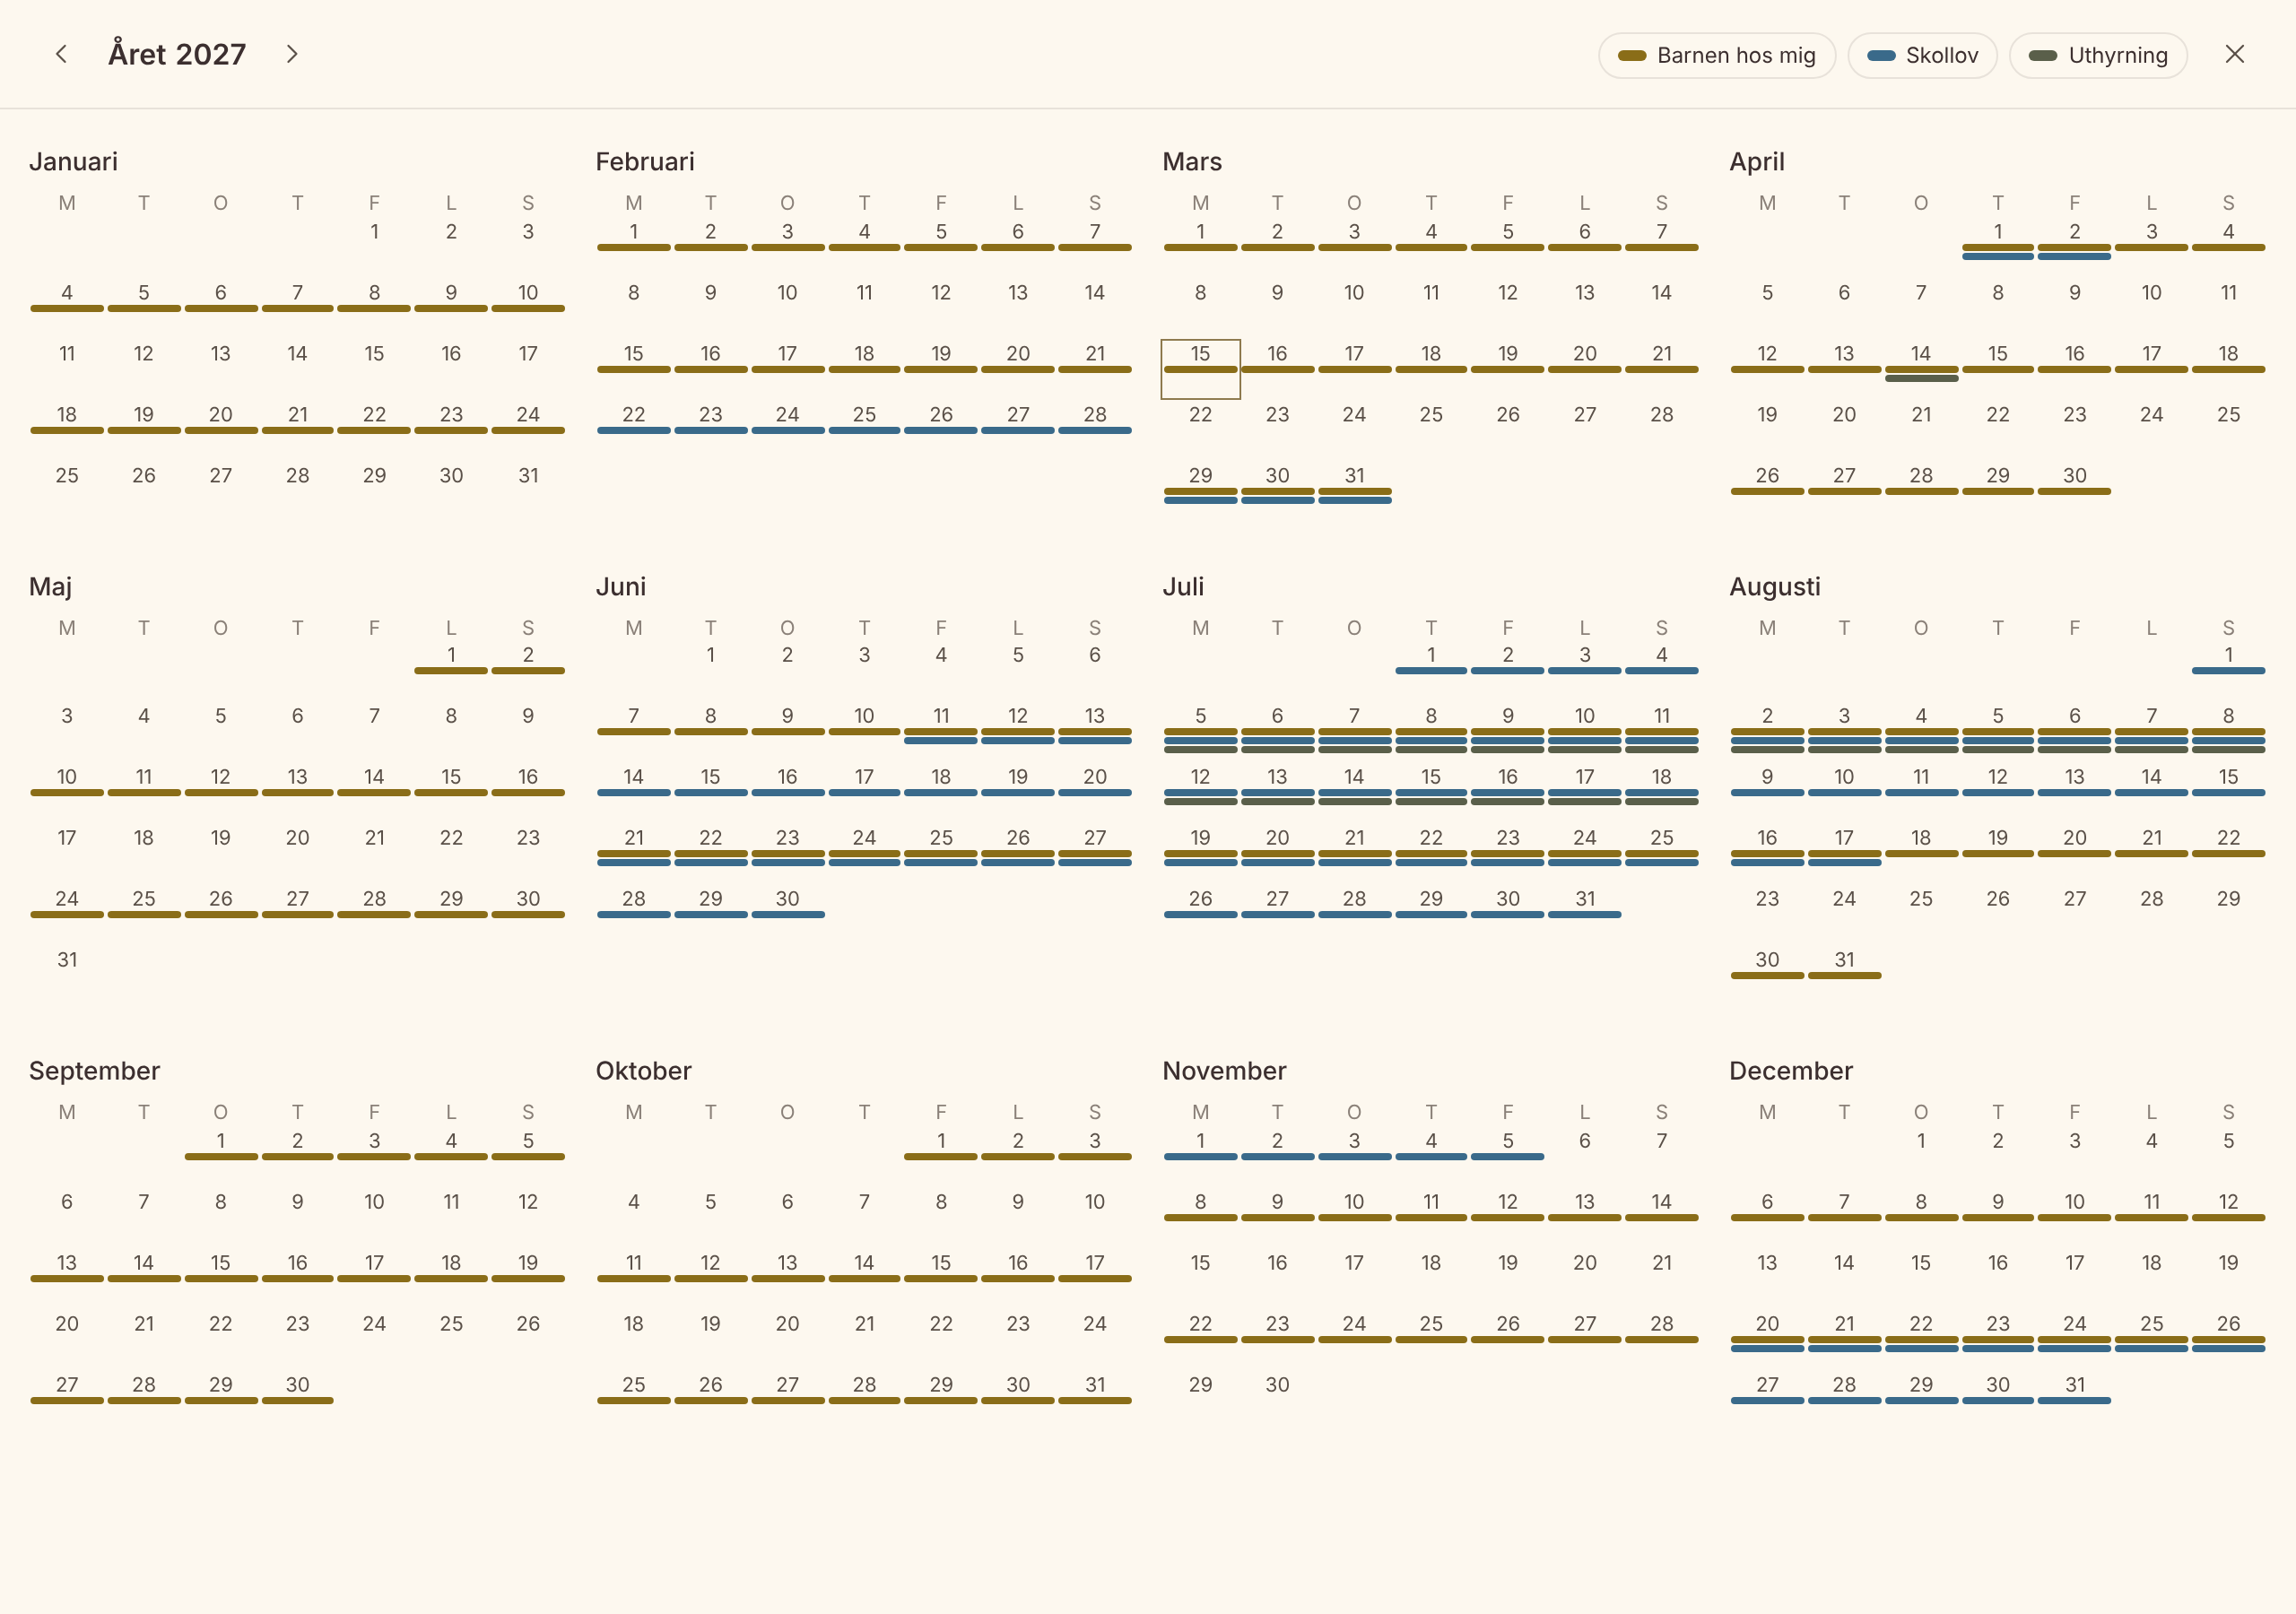 Året 2027
Barnen hos mig
Skollov
Uthyrning
Januari
M T O T F L S
1 2 3
4 5 6 7 8 9 10
11 12 13 14 15 16 17
18 19 20 21 22 23 24
25 26 27 28 29 30 31
Februari
M T O T F L S
1 2 3 4 5 6 7
8 9 10 11 12 13 14
15 16 17 18 19 20 21
22 23 24 25 26 27 28
Mars
M T O T F L S
1 2 3 4 5 6 7
8 9 10 11 12 13 14
15 16 17 18 19 20 21
22 23 24 25 26 27 28
29 30 31
April
M T O T F L S
1 2 3 4
5 6 7 8 9 10 11
12 13 14 15 16 17 18
19 20 21 22 23 24 25
26 27 28 29 30
Maj
M T O T F L S
1 2
3 4 5 6 7 8 9
10 11 12 13 14 15 16
17 18 19 20 21 22 23
24 25 26 27 28 29 30
31
Juni
M T O T F L S
1 2 3 4 5 6
7 8 9 10 11 12 13
14 15 16 17 18 19 20
21 22 23 24 25 26 27
28 29 30
Juli
M T O T F L S
1 2 3 4
5 6 7 8 9 10 11
12 13 14 15 16 17 18
19 20 21 22 23 24 25
26 27 28 29 30 31
Augusti
M T O T F L S
1
2 3 4 5 6 7 8
9 10 11 12 13 14 15
16 17 18 19 20 21 22
23 24 25 26 27 28 29
30 31
September
M T O T F L S
1 2 3 4 5
6 7 8 9 10 11 12
13 14 15 16 17 18 19
20 21 22 23 24 25 26
27 28 29 30
Oktober
M T O T F L S
1 2 3
4 5 6 7 8 9 10
11 12 13 14 15 16 17
18 19 20 21 22 23 24
25 26 27 28 29 30 31
November
M T O T F L S
1 2 3 4 5 6 7
8 9 10 11 12 13 14
15 16 17 18 19 20 21
22 23 24 25 26 27 28
29 30
December
M T O T F L S
1 2 3 4 5
6 7 8 9 10 11 12
13 14 15 16 17 18 19
20 21 22 23 24 25 26
27 28 29 30 31